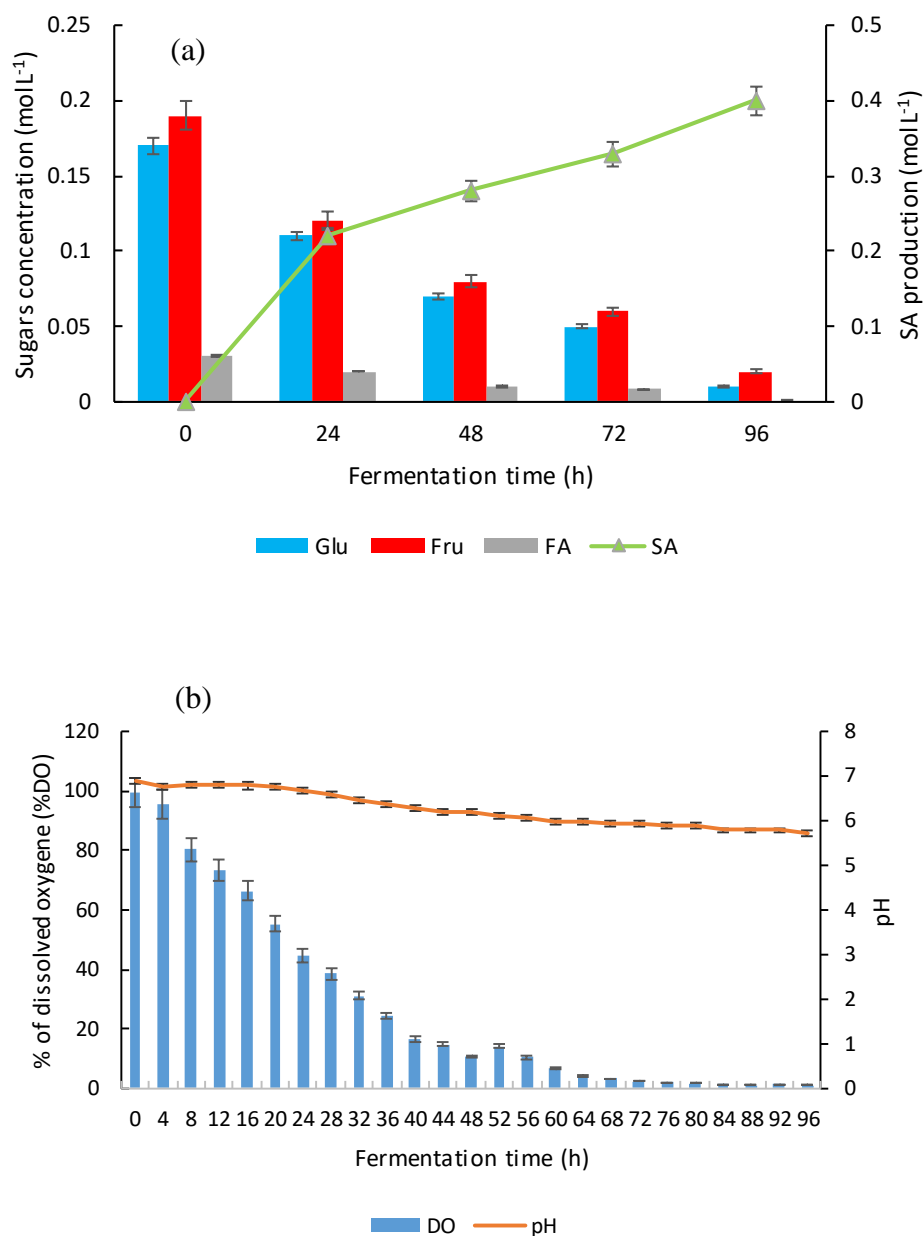 (a)
Sugars concentration (mol L-1)
0.25
0.2
0.15
0.1
0.05
0
0.5
0.4
0.3
0.2
0.1
0
SA production (mol L-1)
0 24 48 72 96
Fermentation time (h)
Glu Fru FA SA
(b)
% of dissolved oxygene (%DO)
120
100
80
60
40
20
0
8
7
6
5
4
3
2
1
0
pH
0 4 8 12 16 20 24 28 32 36 40 44 48 52 56 60 64 68 72 76 80 84 88 92 96
Fermentation time (h)
DO pH